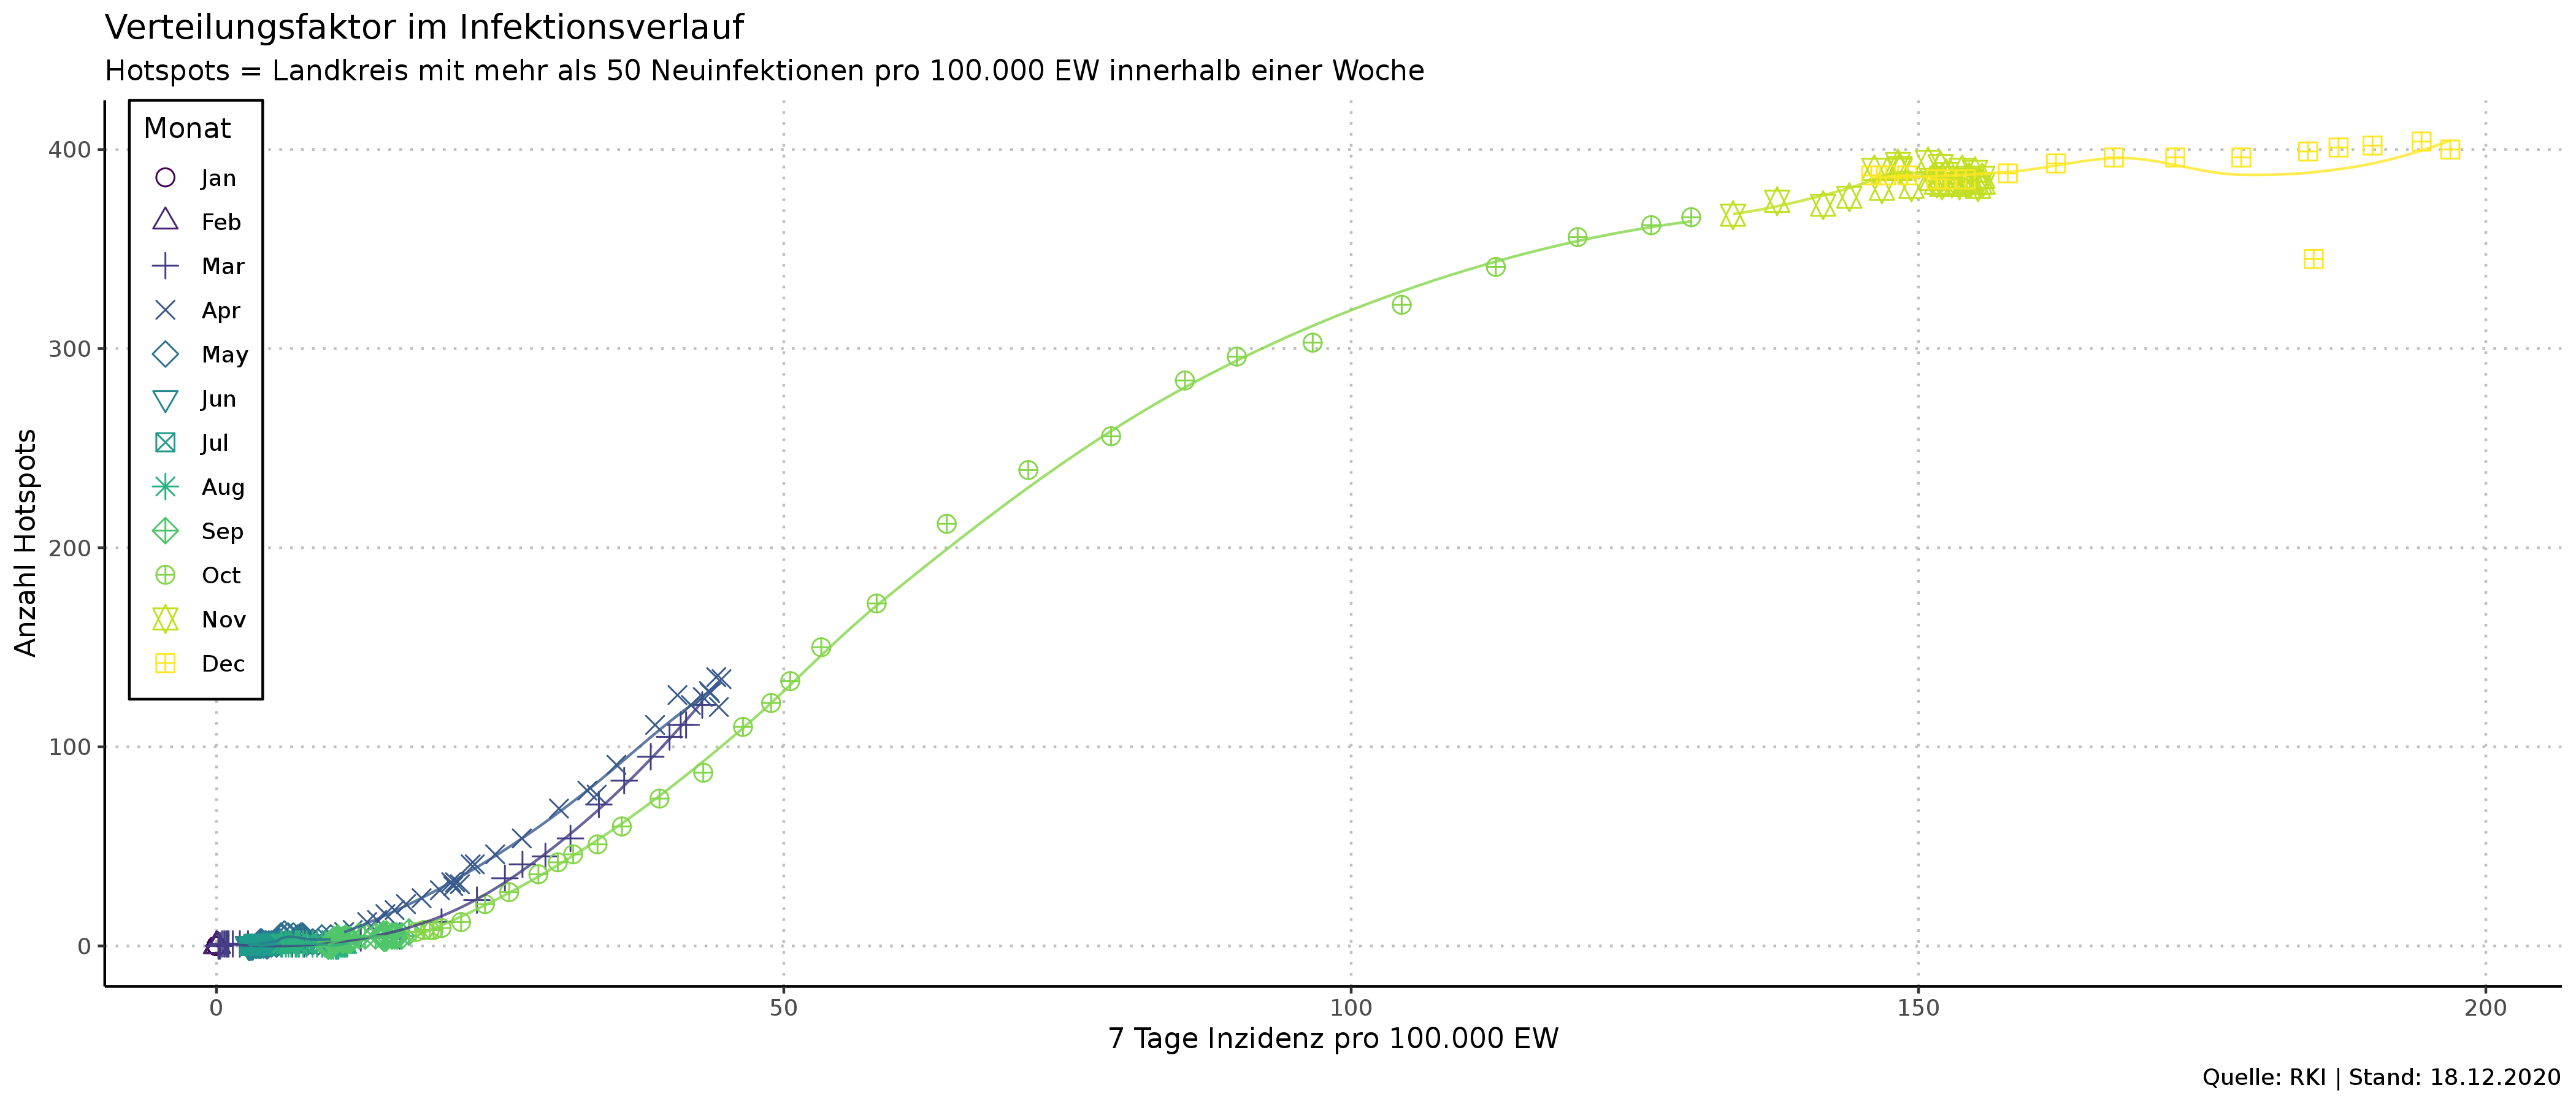 Verteilungsfaktor im Infektionsverlauf
Hotspots = Landkreis mit mehr als 50 Neuinfektionen pro 100.000 EW innerhalb einer Woche
Monat
Jan
Feb
Mar
Apr
May
Jun
Jul
Aug
Sep
Oct
Nov
Dec
Anzahl Hotspots
400
300
200
100
0
0
50
100
150
200
7 Tage Inzidenz pro 100.000 EW
Quelle: RKI | Stand: 18.12.2020